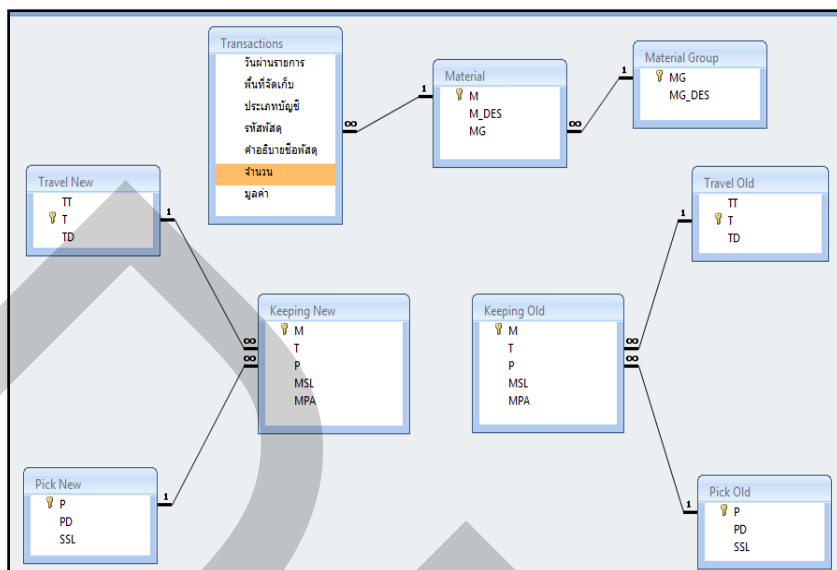 Transactions
วันผ่านรายการ
พื้นที่จัดเก็บ
ประเภทบัญชี
รหัสพัสดุ
คำอธิบายชื่อพัสดุ
จำนวน
มูลค่า
∞
Material
1
M
M_DES
MG
∞
Material Group
1
MG
MG_DES
Travel New
TT
T
TD
1
Travel Old
TT
T
TD
1
Keeping New
M
T
P
MSL
MPA
∞
∞
Keeping Old
M
T
P
MSL
MPA
∞
∞
Pick New
P
PD
SSL
1
Pick Old
P
PD
SSL
1